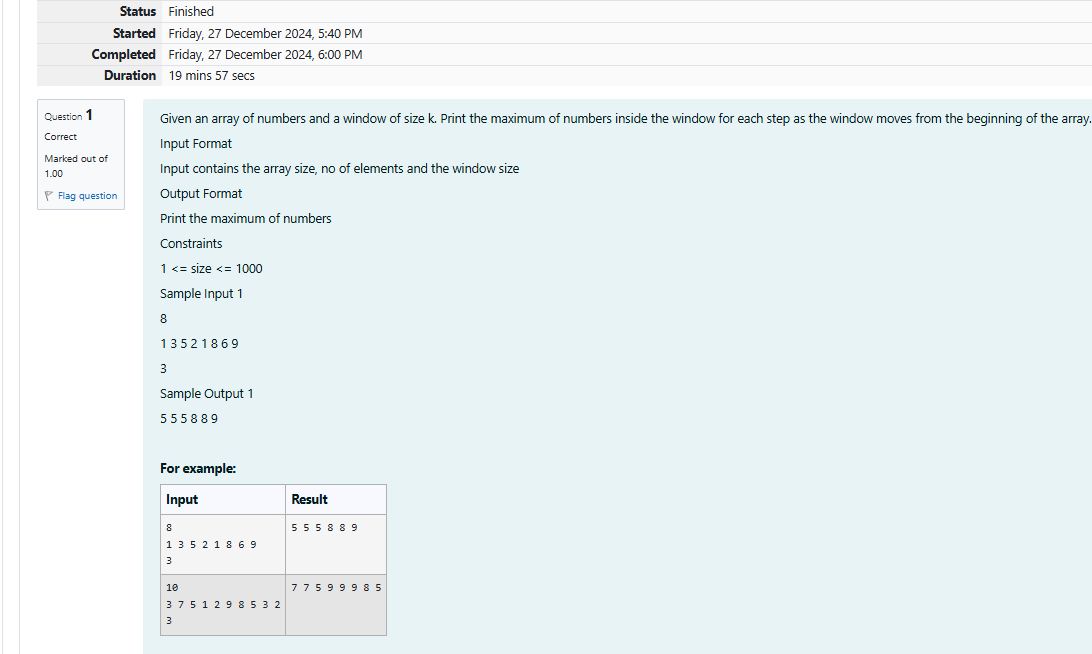 Status Finished
Started Friday, 27 December 2024, 5:40 PM
Completed Friday, 27 December 2024, 6:00 PM
Duration 19 mins 57 secs
Question 1
Correct
Marked out of
1.00
Flag question
Given an array of numbers and a window of size k. Print the maximum of numbers inside the window for each step as the window moves from the beginning of the array.
Input Format
Input contains the array size, no of elements and the window size
Output Format
Print the maximum of numbers
Constraints
1 <= size <= 1000
Sample Input 1
8
1 3 5 2 1 8 6 9
3
Sample Output 1
5 5 5 8 8 9
For example:
Input Result
8 5 5 5 8 8 9
1 3 5 2 1 8 6 9
3
10 7 7 5 9 9 9 8 5
3 7 5 1 2 9 8 5 3 2
3